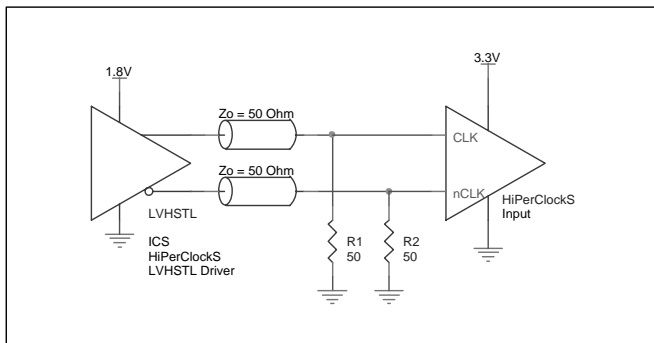 1.8V
3.3V
Zo = 50 Ohm
CLK
Zo = 50 Ohm
nCLK
HiPerClockS
Input
LVHSTL
ICS
HiPerClockS
LVHSTL Driver
R1
50
R2
50